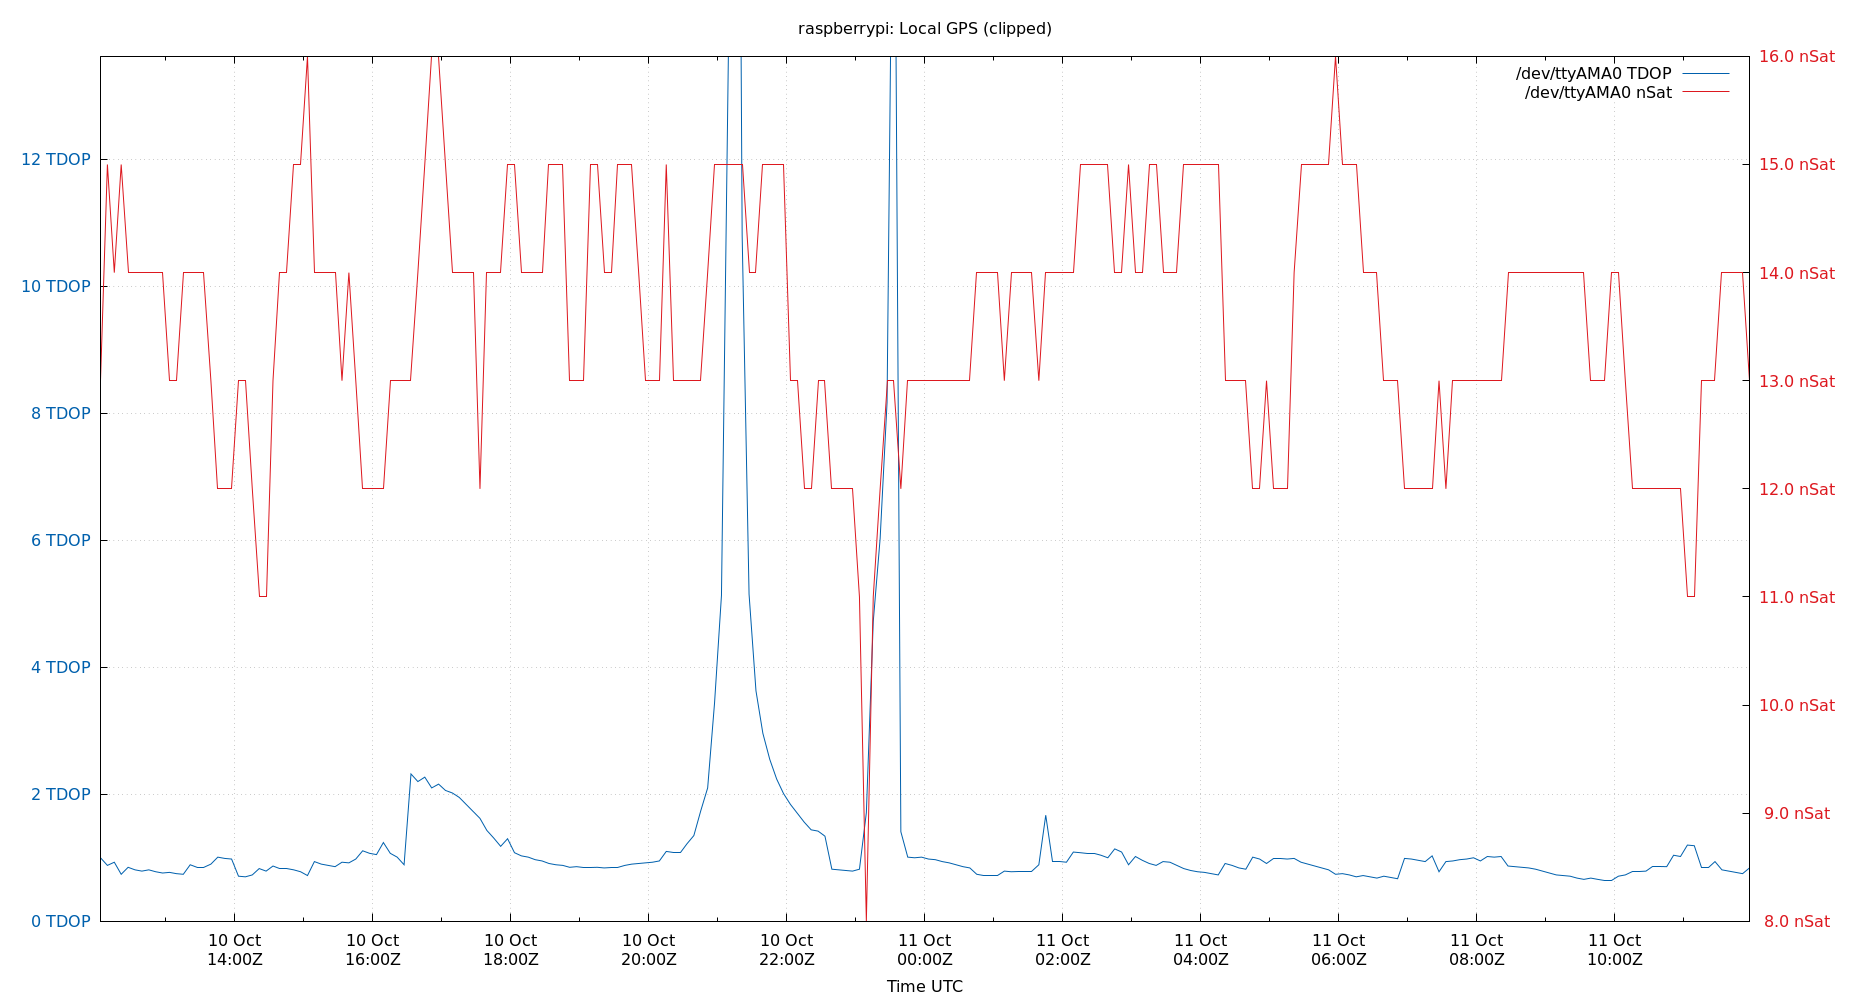 raspberrypi: Local GPS (clipped)
/dev/ttyAMA0 TDOP
/dev/ttyAMA0 nSat
12 TDOP
10 TDOP
8 TDOP
6 TDOP
4 TDOP
2 TDOP
0 TDOP
16.0 nSat
15.0 nSat
14.0 nSat
13.0 nSat
12.0 nSat
11.0 nSat
10.0 nSat
9.0 nSat
8.0 nSat
10 Oct
14:00Z
10 Oct
16:00Z
10 Oct
18:00Z
10 Oct
20:00Z
10 Oct
22:00Z
11 Oct
00:00Z
11 Oct
02:00Z
11 Oct
04:00Z
11 Oct
06:00Z
11 Oct
08:00Z
11 Oct
10:00Z
Time UTC